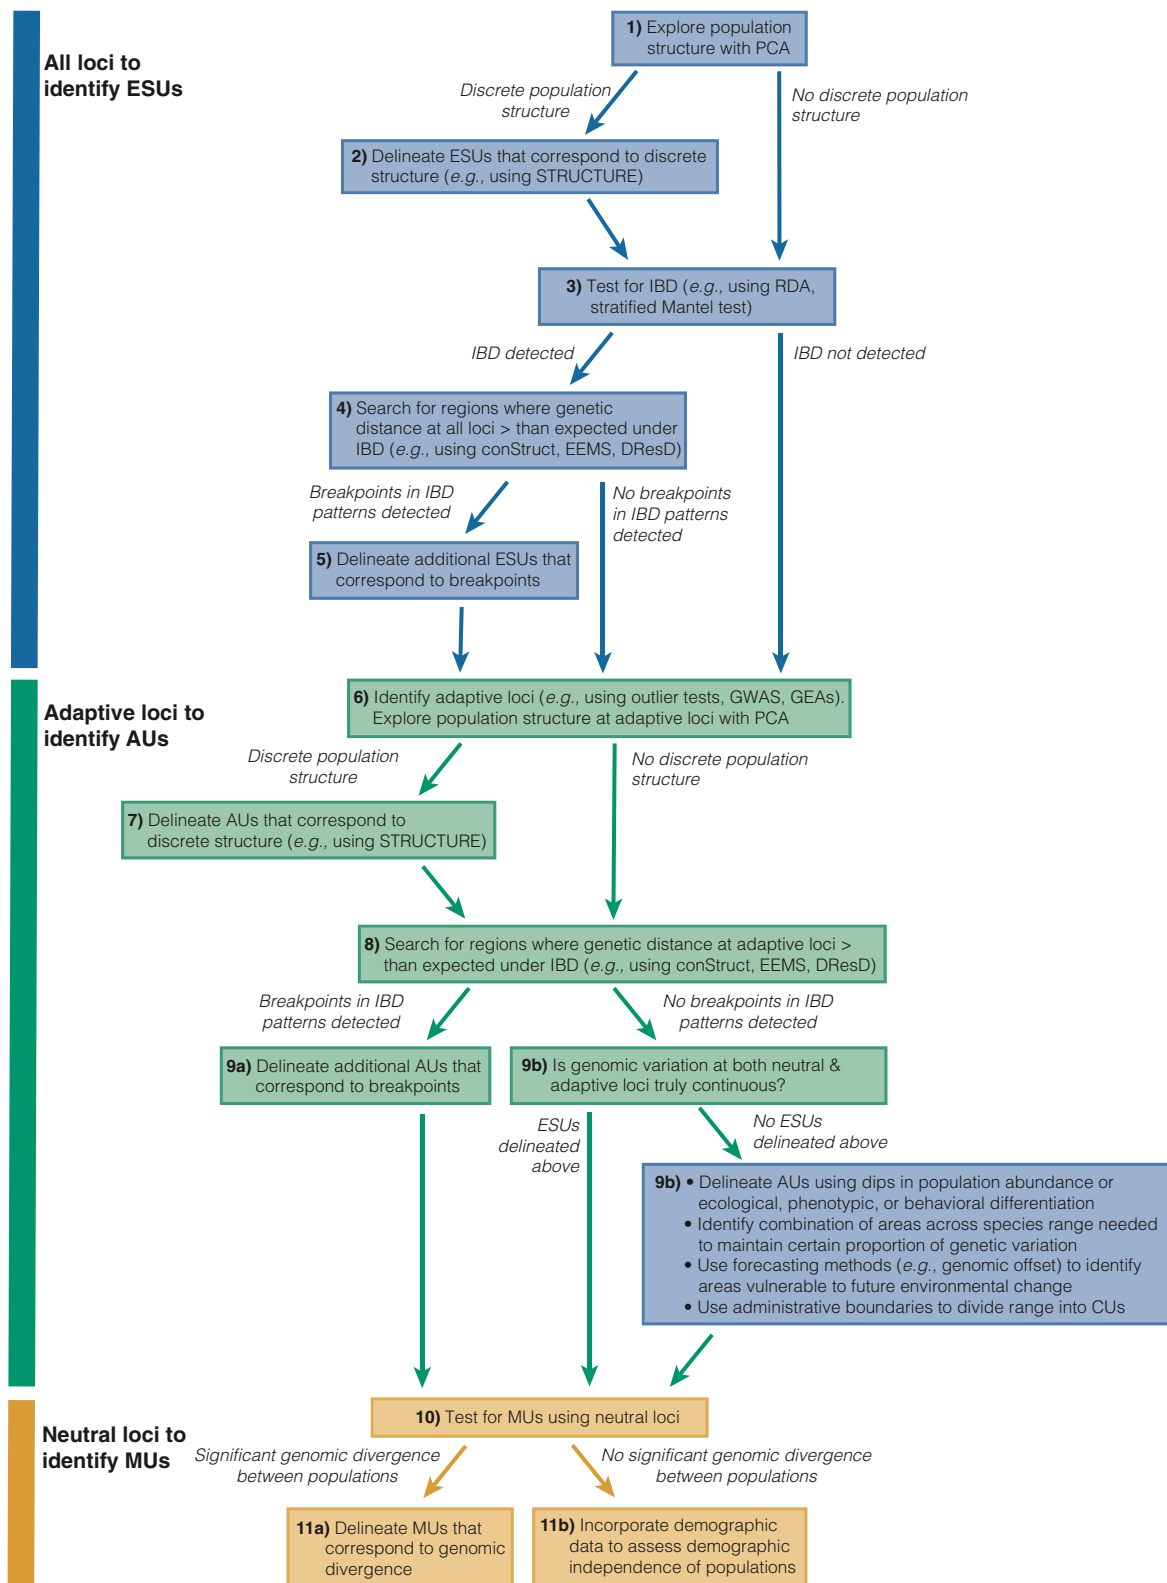 All loci to
identify ESUs
1) Explore population
structure with PCA
Discrete population
structure
No discrete population
structure
2) Delineate ESUs that correspond to discrete
structure (e.g., using STRUCTURE)
3) Test for IBD (e.g., using RDA,
stratified Mantel test)
IBD detected
IBD not detected
4) Search for regions where genetic
distance at all loci > than expected under
IBD (e.g., using conStruct, EEMS, DResD)
Breakpoints in IBD
patterns detected
No breakpoints
in IBD patterns
detected
5) Delineate additional ESUs that
correspond to breakpoints
Adaptive loci to
identify AUs
6) Identify adaptive loci (e.g., using outlier tests, GWAS, GEAs).
Explore population structure at adaptive loci with PCA
Discrete population
structure
No discrete population
structure
7) Delineate AUs that correspond to
discrete structure (e.g., using STRUCTURE)
8) Search for regions where genetic distance at adaptive loci >
than expected under IBD (e.g., using conStruct, EEMS, DResD)
Breakpoints in IBD
patterns detected
No breakpoints in IBD
patterns detected
9a) Delineate additional AUs that
correspond to breakpoints
9b) Is genomic variation at both neutral &
adaptive loci truly continuous?
ESUs
delineated
above
No ESUs
delineated above
9b) • Delineate AUs using dips in population abundance or
ecological, phenotypic, or behavioral differentiation
• Identify combination of areas across species range needed
to maintain certain proportion of genetic variation
• Use forecasting methods (e.g., genomic offset) to identify
areas vulnerable to future environmental change
• Use administrative boundaries to divide range into CUs
Neutral loci to
identify MUs
10) Test for MUs using neutral loci
Significant genomic divergence
between populations
No significant genomic divergence
between populations
11a) Delineate MUs that
correspond to genomic
divergence
11b) Incorporate demographic
data to assess demographic
independence of populations